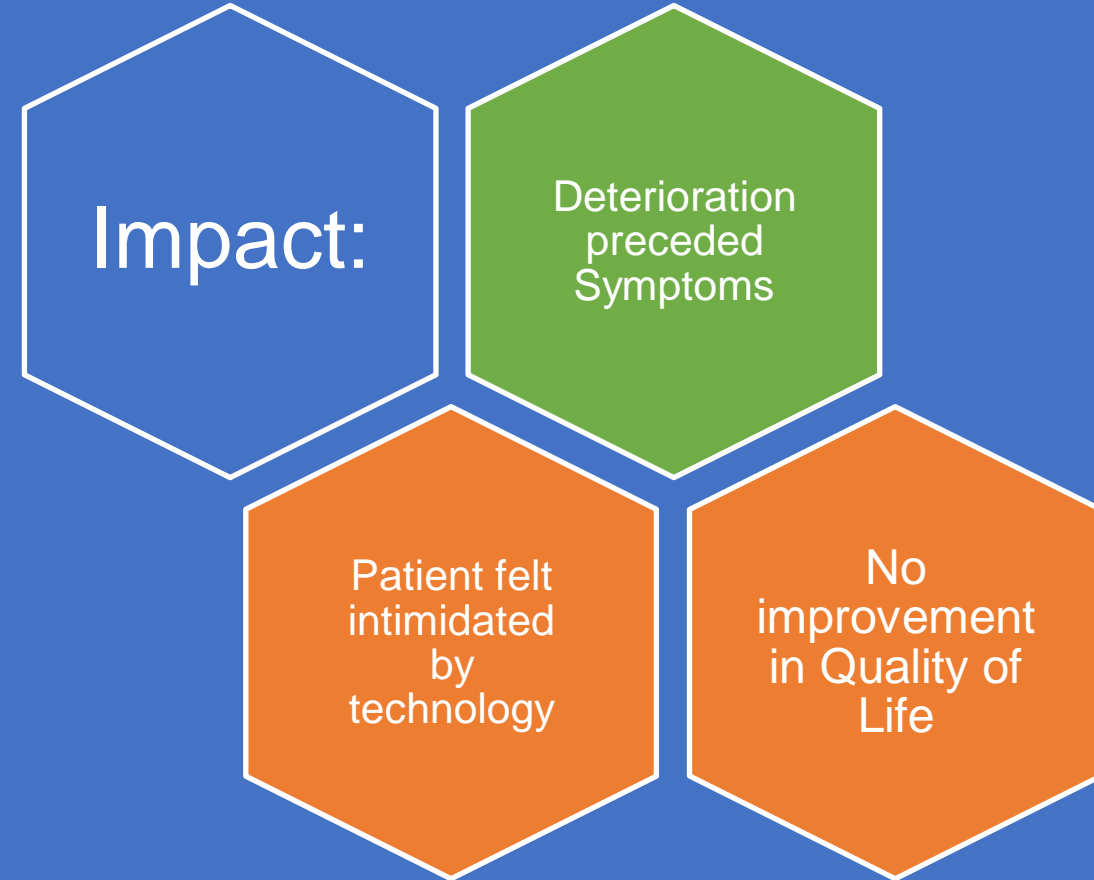 Impact:
Deterioration
preceded
Symptoms
Patient felt
intimidated
by
technology
No
improvement
in Quality of
Life